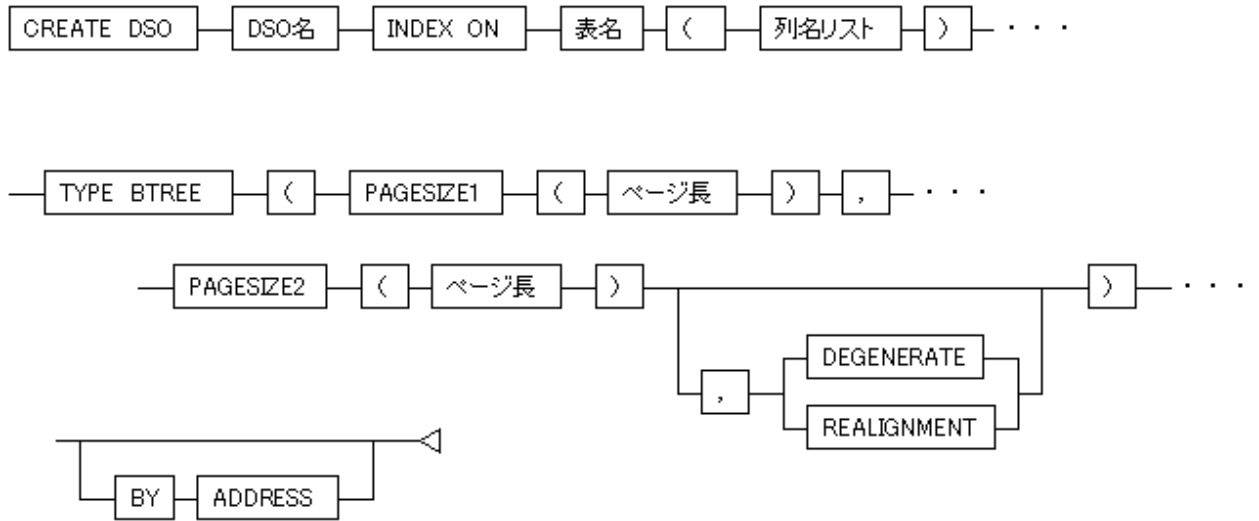 CREATE DSO DSO名 INDEX ON 表名 ( 列名リスト ) ・・・
TYPE BTREE ( PAGESIZE1 ( ページ長 ) , ・・・
PAGESIZE2 ( ページ長 ) ) ・・・
DEGENERATE
,
REALIGNMENT
BY ADDRESS